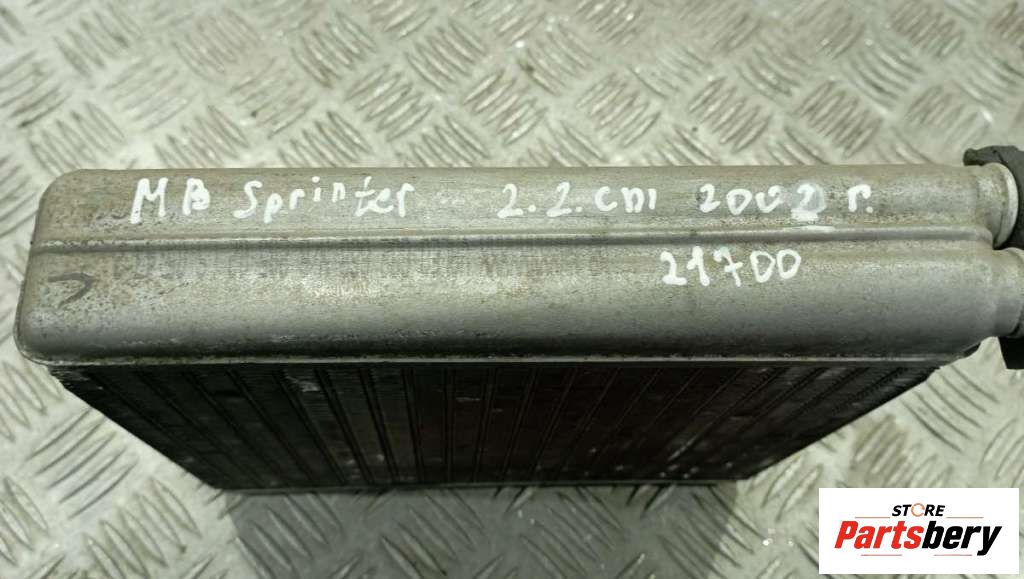 MB Sprinter 2.2.cdi 2002 г.
21700
STORE
Partsbery